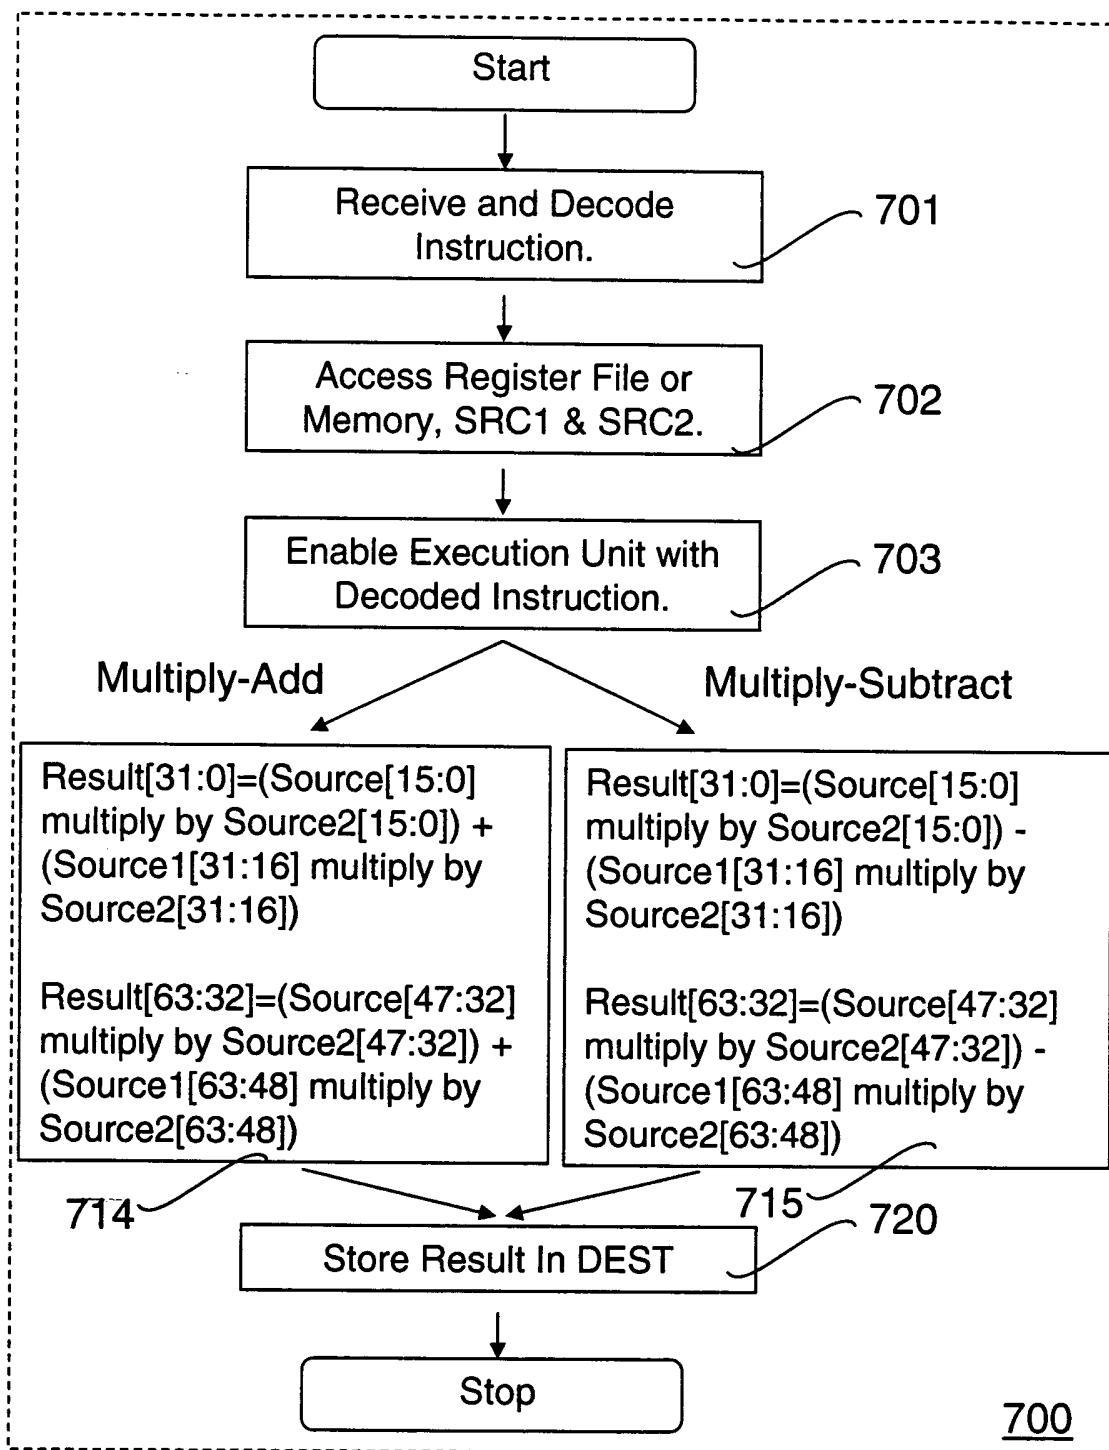 Start
Receive and Decode
Instruction.
701
Access Register File or
Memory, SRC1 & SRC2.
702
Enable Execution Unit with
Decoded Instruction.
703
Multiply-Add
Multiply-Subtract
Result[31:0]=(Source[15:0]
multiply by Source2[15:0]) +
(Source1[31:16] multiply by
Source2[31:16])
Result[63:32]=(Source[47:32]
multiply by Source2[47:32]) +
(Source1[63:48] multiply by
Source2[63:48])
714
Result[31:0]=(Source[15:0]
multiply by Source2[15:0]) -
(Source1[31:16] multiply by
Source2[31:16])
Result[63:32]=(Source[47:32]
multiply by Source2[47:32]) -
(Source1[63:48] multiply by
Source2[63:48])
715
720
Store Result In DEST
Stop
700